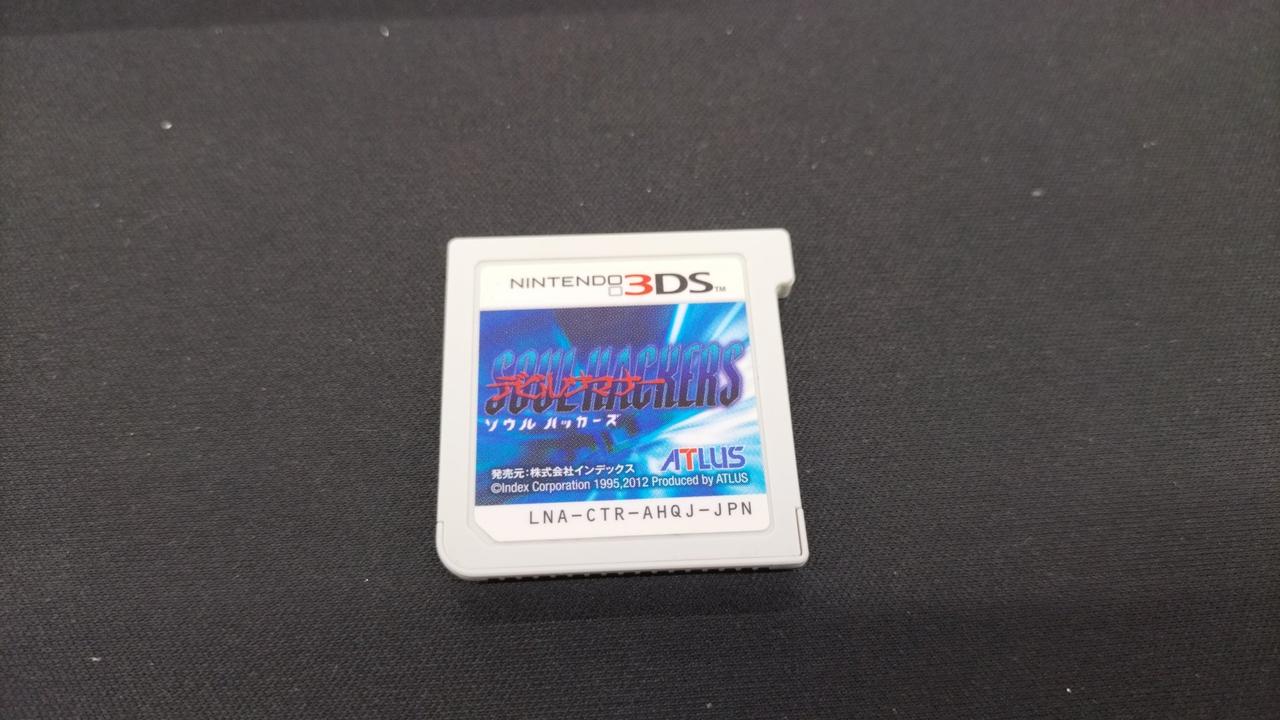 NINTENDO 3DS™
SOUL HACKERS
デビルサマナー
ソウル ハッカーズ
ATLUS
発売元:株式会社インデックス
©Index Corporation 1995,2012 Produced by ATLUS
LNA-CTR-AHQJ-JPN